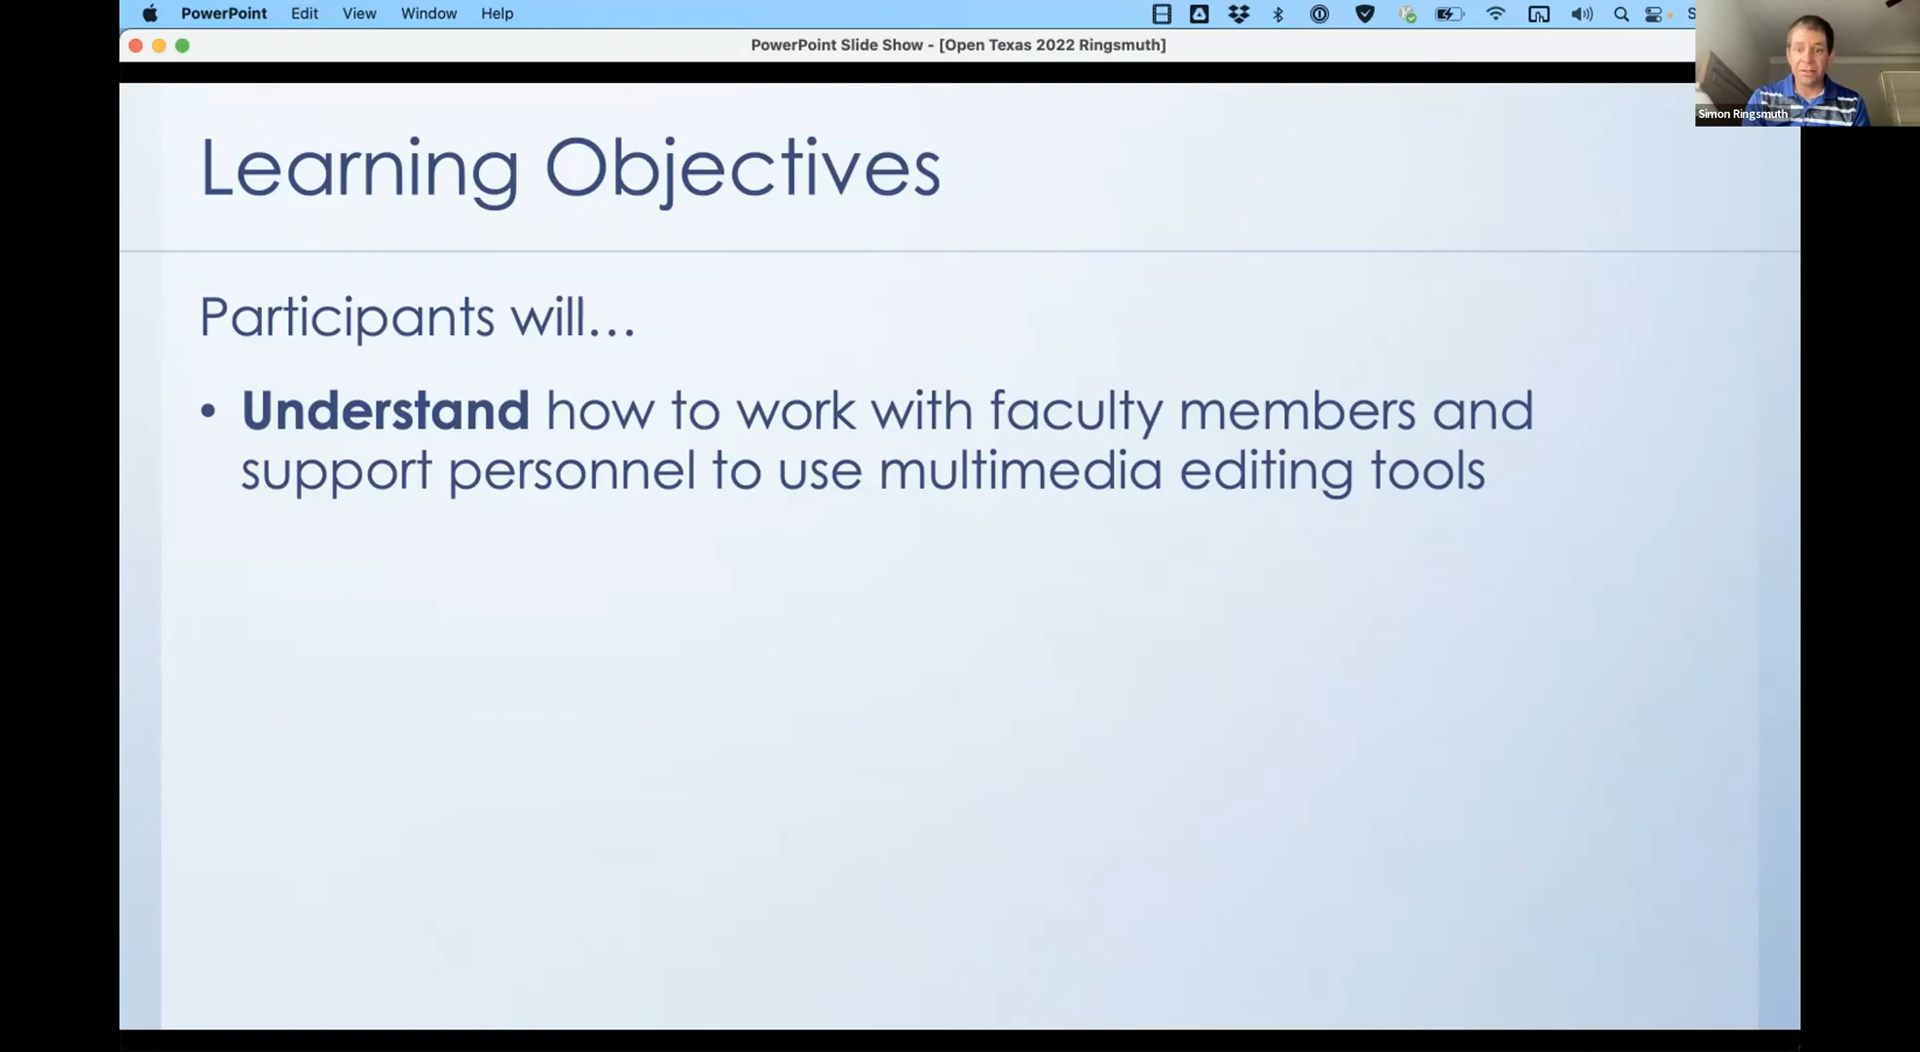 PowerPoint Edit View Window Help S
PowerPoint Slide Show - [Open Texas 2022 Ringsmuth]
Simon Ringsmuth
Learning Objectives
Participants will...
• Understand how to work with faculty members and
support personnel to use multimedia editing tools